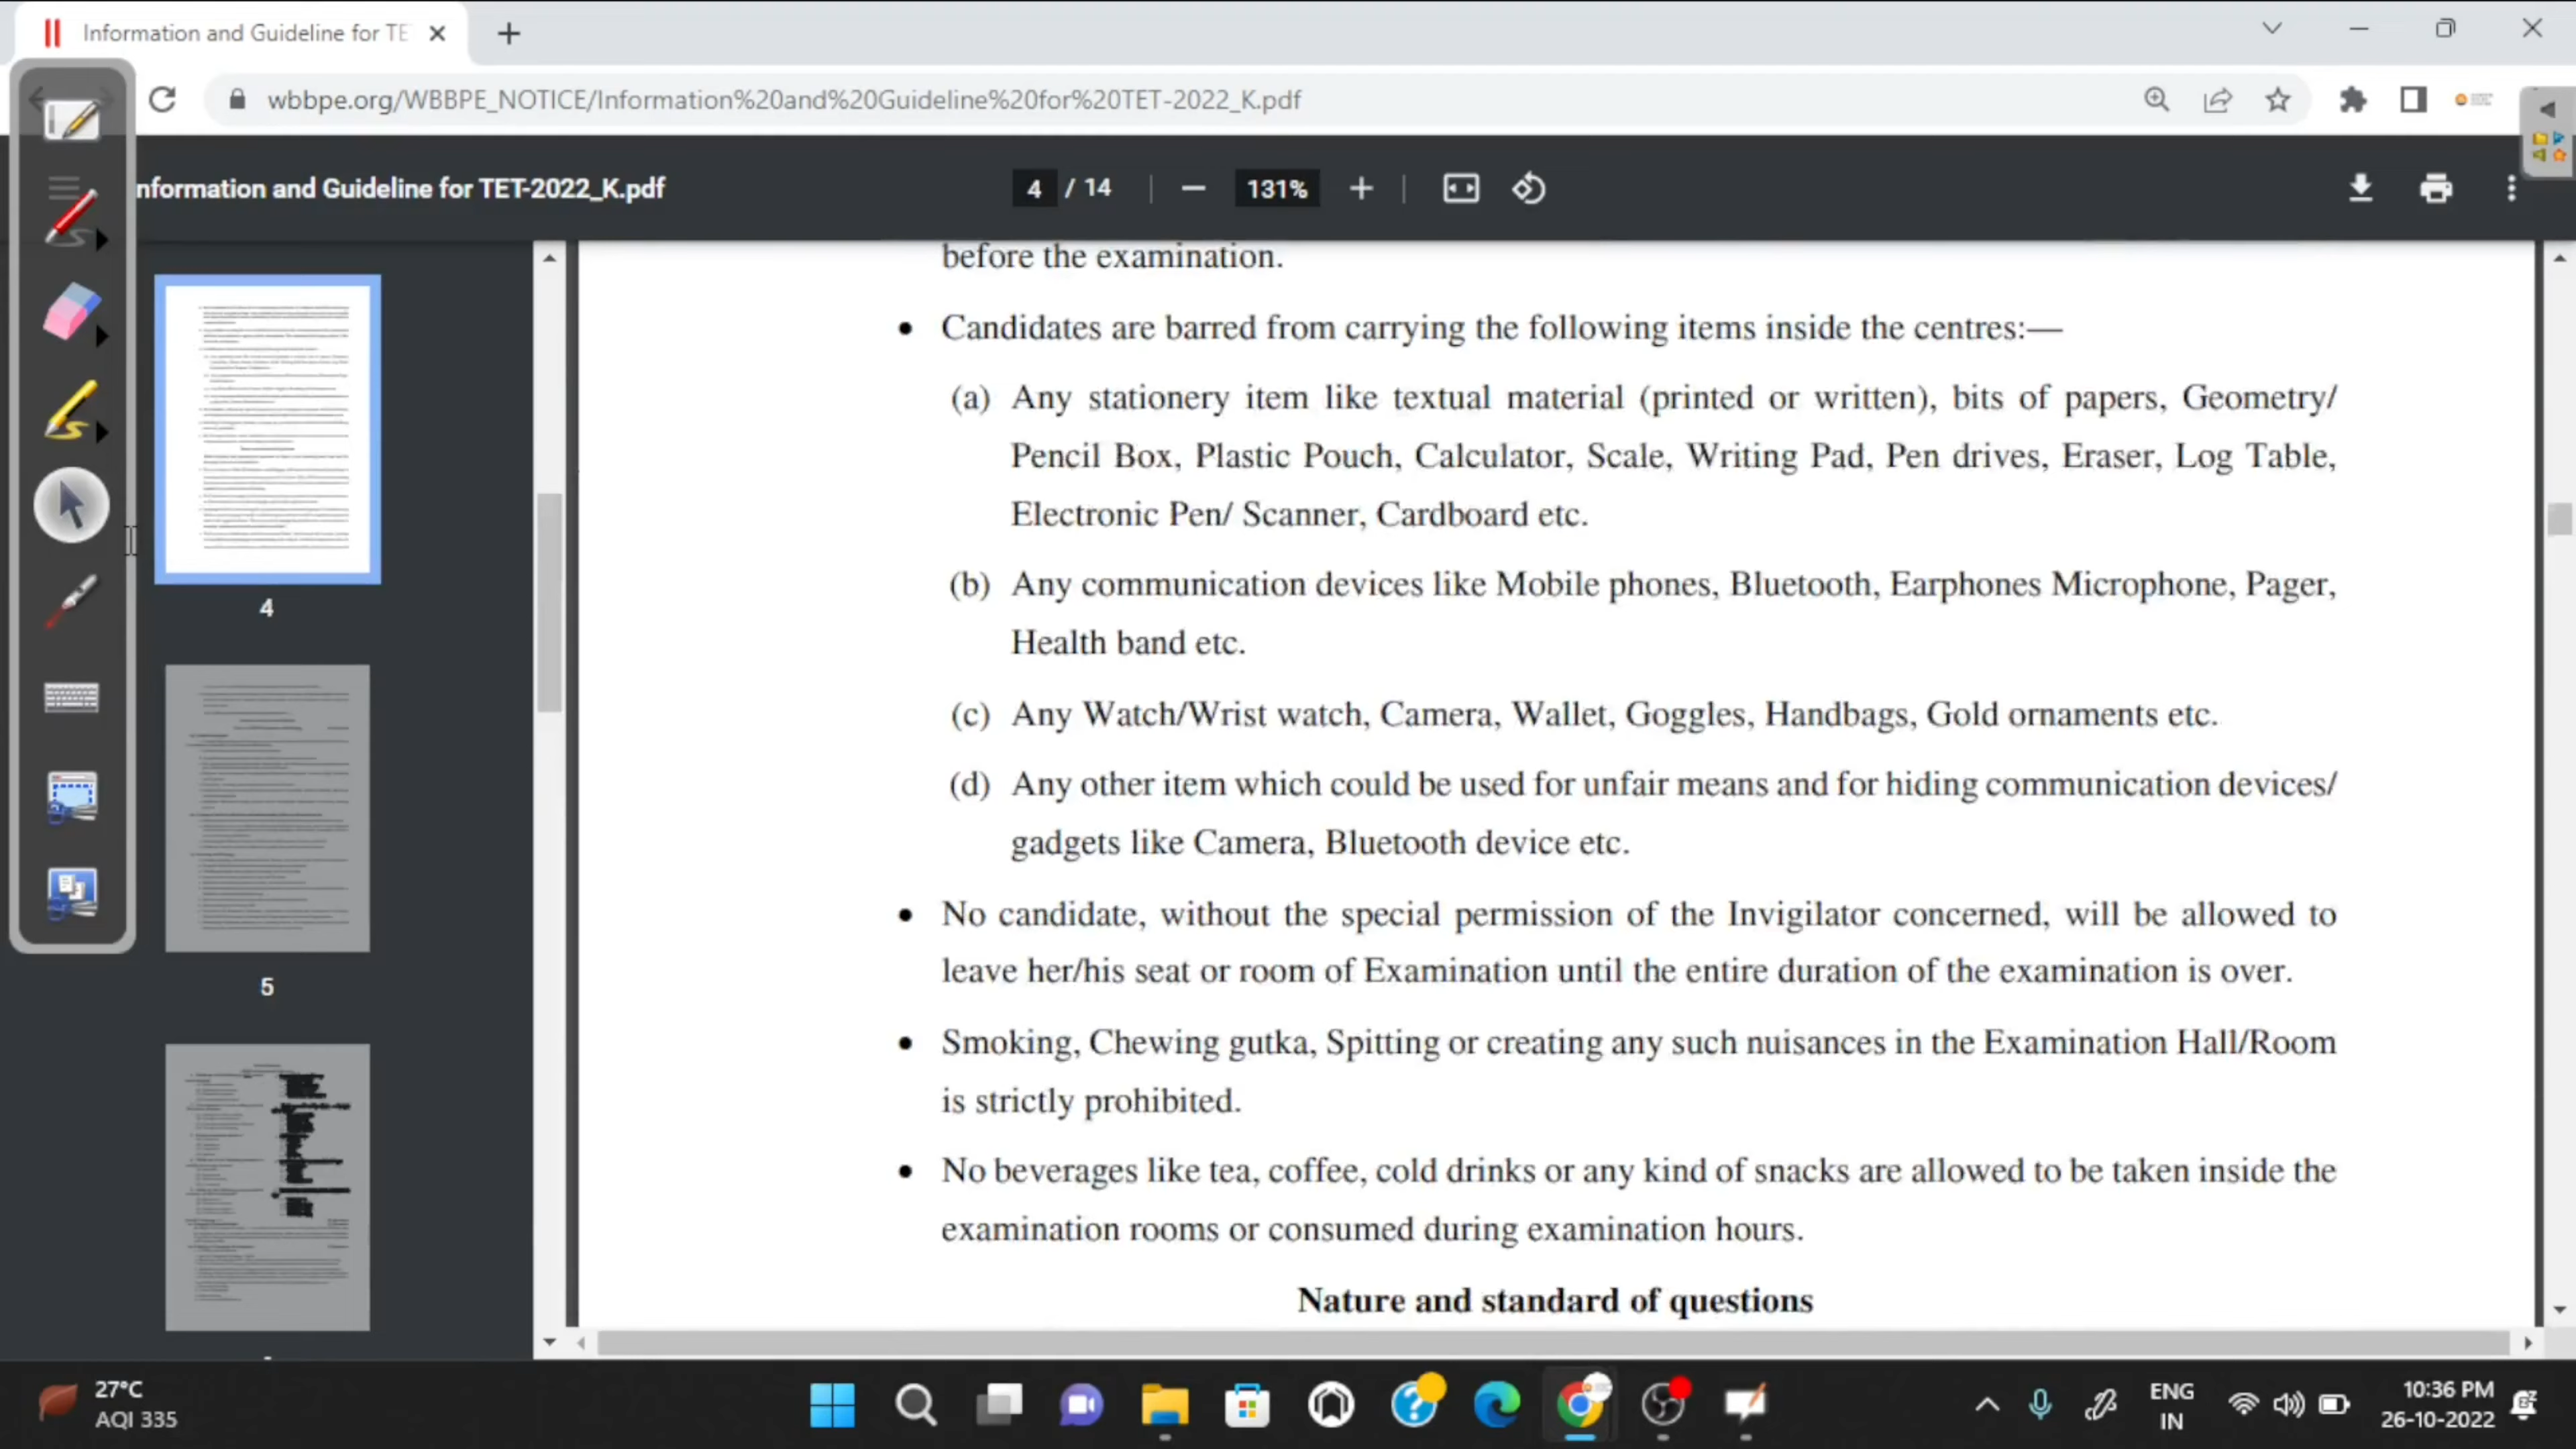 Information and Guideline for TE
wbbpe.org/WBBPE_NOTICE/Information%20and%20Guideline%20for%20TET-2022_K.pdf
nformation and Guideline for TET-2022_K.pdf
4 / 14
131%
before the examination.
• Candidates are barred from carrying the following items inside the centres:—
(a) Any stationery item like textual material (printed or written), bits of papers, Geometry/
Pencil Box, Plastic Pouch, Calculator, Scale, Writing Pad, Pen drives, Eraser, Log Table,
Electronic Pen/ Scanner, Cardboard etc.
(b) Any communication devices like Mobile phones, Bluetooth, Earphones Microphone, Pager,
Health band etc.
(c) Any Watch/Wrist watch, Camera, Wallet, Goggles, Handbags, Gold ornaments etc.
(d) Any other item which could be used for unfair means and for hiding communication devices/
gadgets like Camera, Bluetooth device etc.
• No candidate, without the special permission of the Invigilator concerned, will be allowed to
leave her/his seat or room of Examination until the entire duration of the examination is over.
• Smoking, Chewing gutka, Spitting or creating any such nuisances in the Examination Hall/Room
is strictly prohibited.
• No beverages like tea, coffee, cold drinks or any kind of snacks are allowed to be taken inside the
examination rooms or consumed during examination hours.
Nature and standard of questions
4
5
27°C
AQI 335
ENG
IN
10:36 PM
26-10-2022